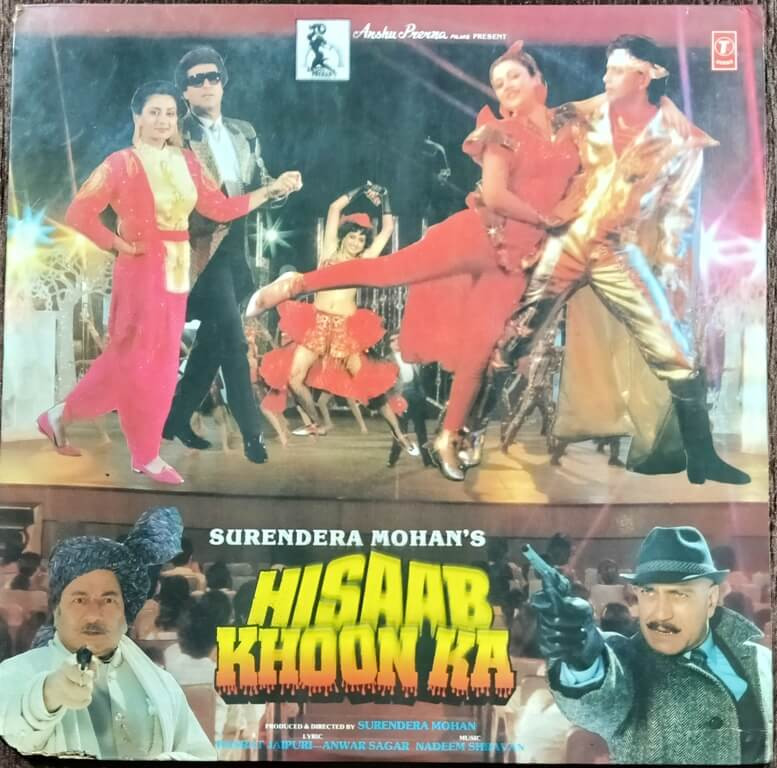 Anshu Prerna FILMS PRESENT
T
SURENDERA MOHAN'S
HISAAB
KHOON KA
PRODUCED & DIRECTED BY SURENDERA MOHAN
LYRIC MUSIC
JAIPURI ANWAR SAGAR NADEEM SHRAVAN